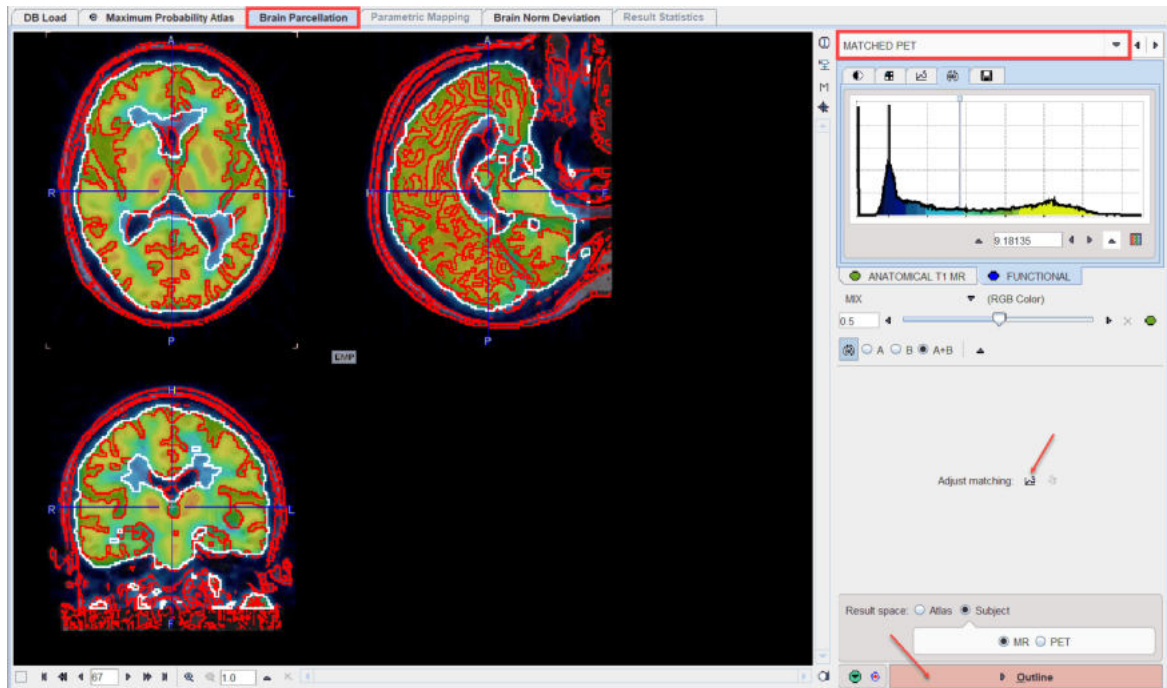 DB Load Maximum Probability Atlas Brain Parcellation Parametric Mapping Brain Norm Deviation Result Statistics
MATCHED PET
A A
M
R L H F
9.18135
ANATOMICAL T1 MR FUNCTIONAL
MIX (RGB Color)
0.5
A B A+B
P P
EMP
H
Adjust matching:
R L
Result space: Atlas Subject
F
MR PET
67 1.0 Outline